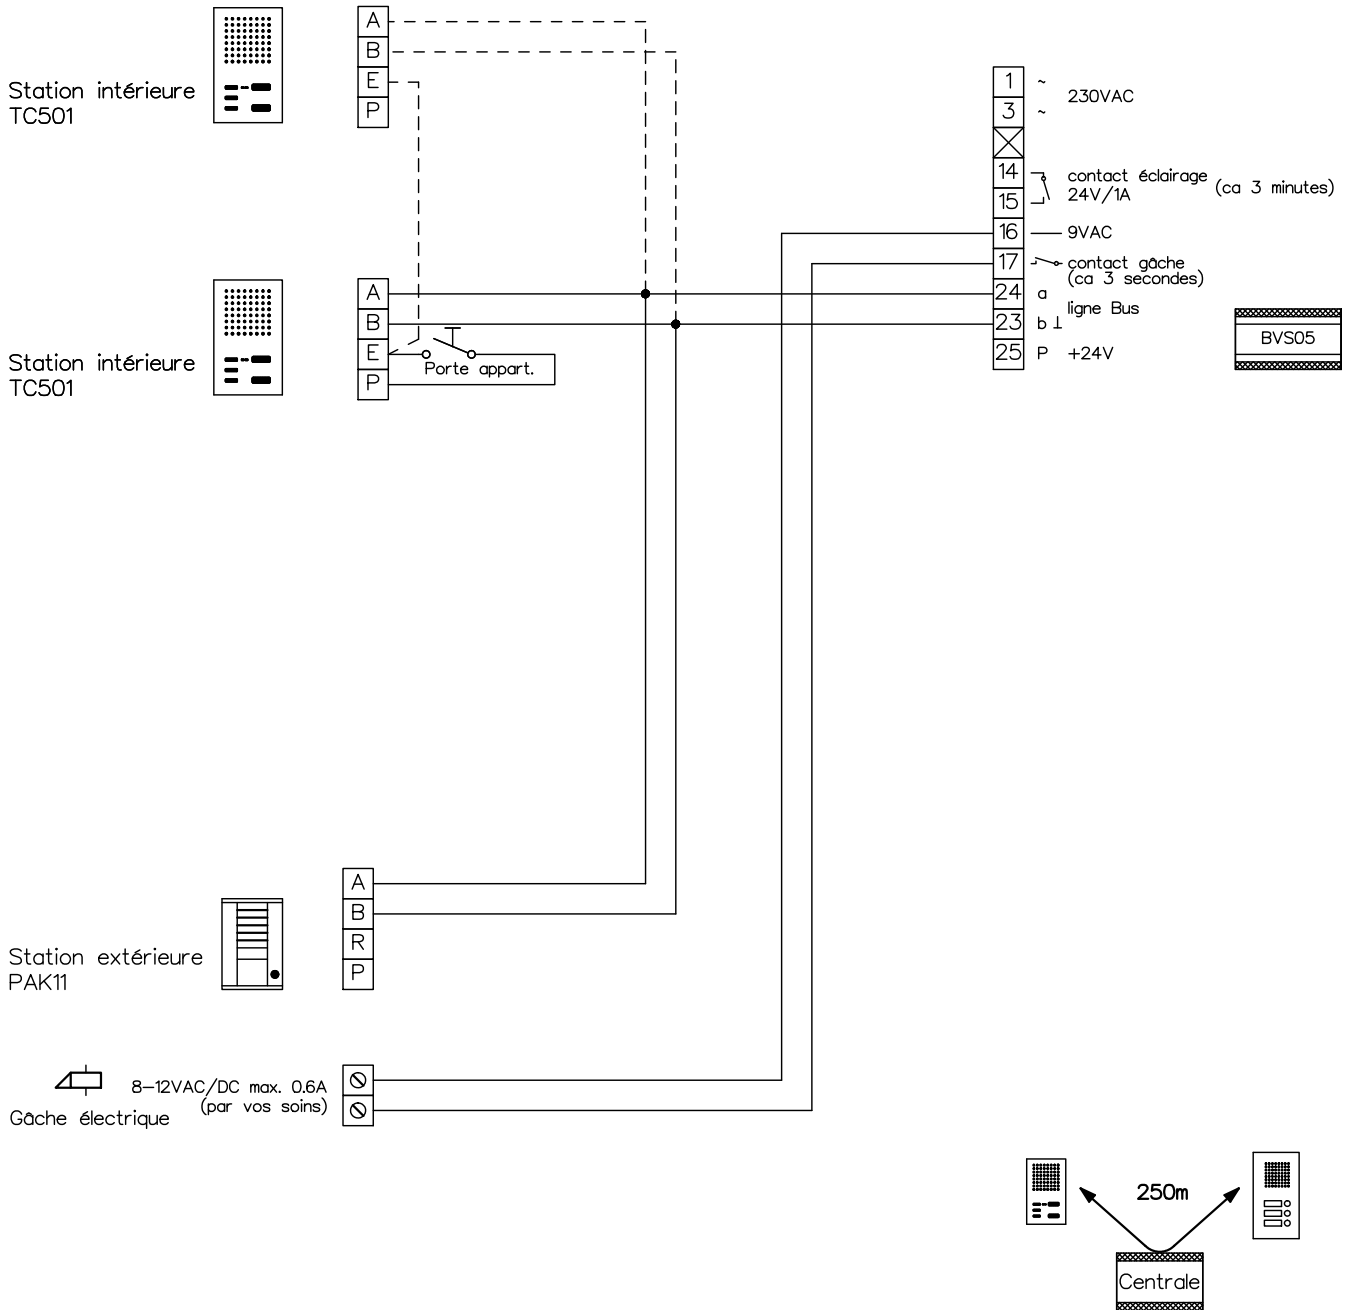 Station intérieure
TC501
A
B
E
P
1 ~
230VAC
3 ~
14
contact éclairage
24V/1A
(ca 3 minutes)
15
16
9VAC
17
contact gâche
(ca 3 secondes)
24 a
ligne Bus
23 b ⊥
25 P +24V
BVS05
Station intérieure
TC501
A
B
E
P
Porte appart.
Station extérieure
PAK11
A
B
R
P
8-12VAC/DC max. 0.6A
(par vos soins)
Gâche électrique
250m
Centrale